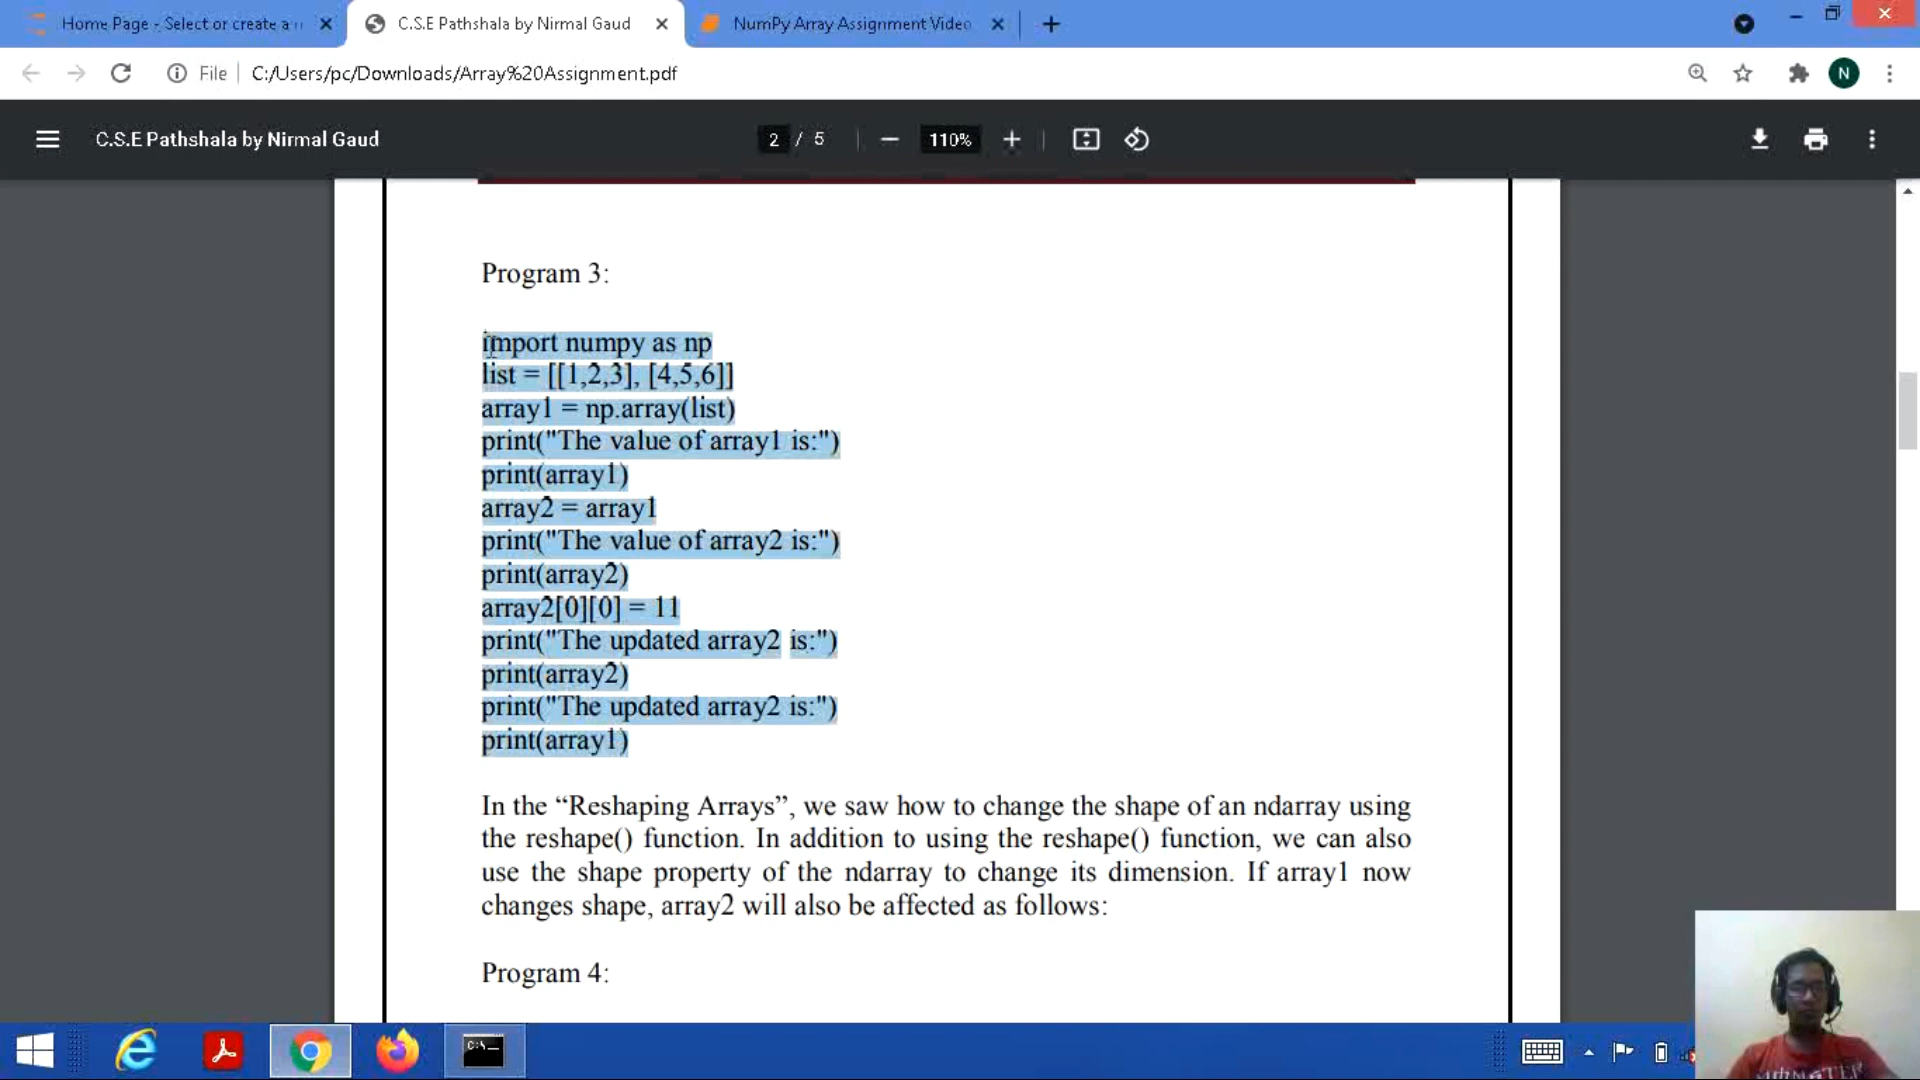 Home Page - Select or create a n
C.S.E Pathshala by Nirmal Gaud
NumPy Array Assignment Video
File
C:/Users/pc/Downloads/Array%20Assignment.pdf
N
C.S.E Pathshala by Nirmal Gaud
2 / 5
110%
Program 3:
import numpy as np
list = [[1,2,3], [4,5,6]]
array1 = np.array(list)
print("The value of array1 is:")
print(array1)
array2 = array1
print("The value of array2 is:")
print(array2)
array2[0][0] = 11
print("The updated array2 is:")
print(array2)
print("The updated array2 is:")
print(array1)
In the “Reshaping Arrays”, we saw how to change the shape of an ndarray using
the reshape() function. In addition to using the reshape() function, we can also
use the shape property of the ndarray to change its dimension. If array1 now
changes shape, array2 will also be affected as follows:
Program 4:
C:\